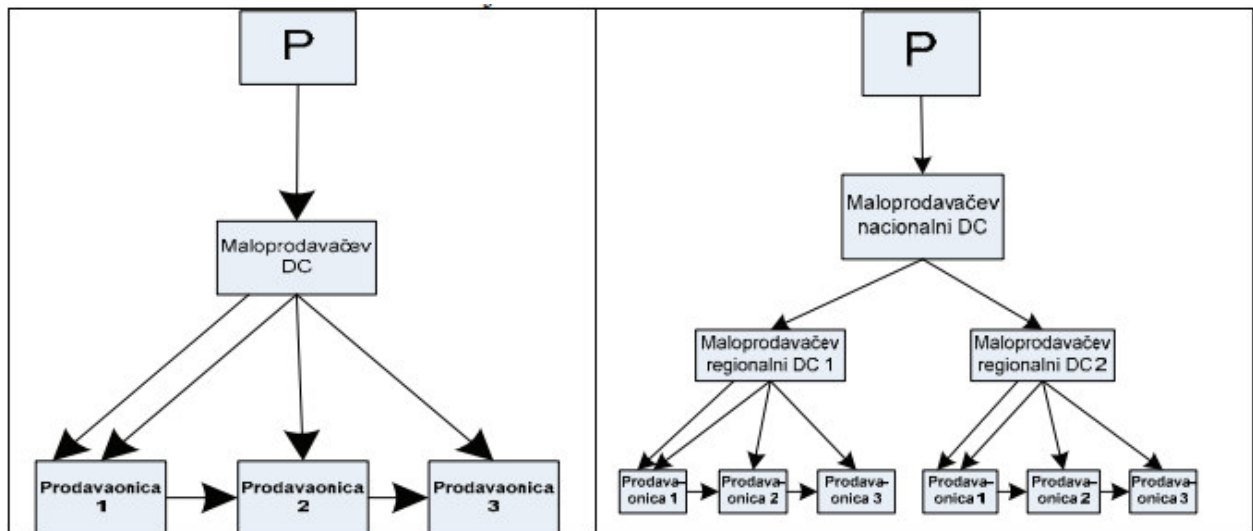 P
Maloprodavačev
DC
Prodavaonica
1
Prodavaonica
2
Prodavaonica
3
P
Maloprodavačev
nacionalni DC
Maloprodavačev
regionalni DC 1
Maloprodavačev
regionalni DC 2
Prodava-
onica 1
Prodava-
onica 2
Prodava-
onica 3
Prodava-
onica 1
Prodava-
onica 2
Prodava-
onica 3